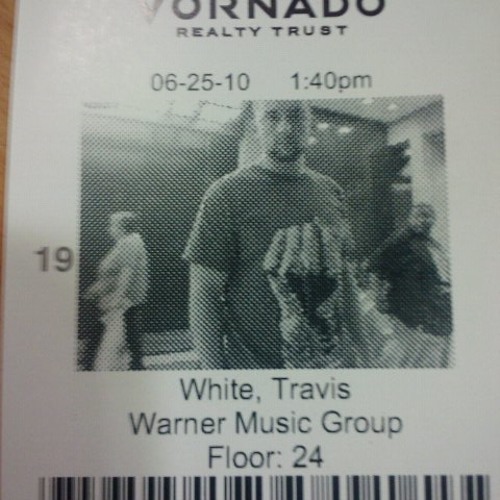 VORNADO
REALTY TRUST
06-25-10 1:40pm
19
White, Travis
Warner Music Group
Floor: 24